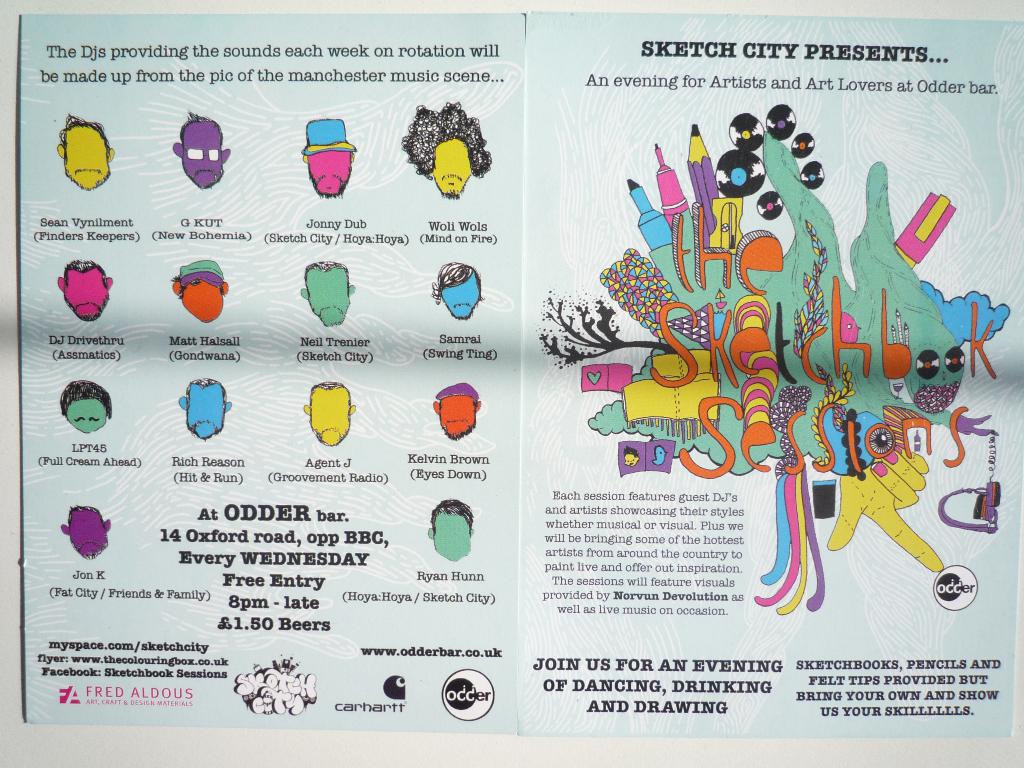 The Djs providing the sounds each week on rotation will
be made up from the pic of the manchester music scene...
Sean Vynilment
(Finders Keepers)
G KUT
(New Bohemia)
Jonny Dub
(Sketch City / Hoya:Hoya)
Woli Wols
(Mind on Fire)
DJ Drivethru
(Assmatics)
Matt Halsall
(Gondwana)
Neil Trenier
(Sketch City)
Samrai
(Swing Ting)
LPT45
(Full Cream Ahead)
Rich Reason
(Hit & Run)
Agent J
(Groovement Radio)
Kelvin Brown
(Eyes Down)
Jon K
(Fat City / Friends & Family)
At ODDER bar.
14 Oxford road, opp BBC,
Every WEDNESDAY
Free Entry
8pm - late
£1.50 Beers
Ryan Hunn
(Hoya:Hoya / Sketch City)
myspace.com/sketchcity
flyer: www.thecolouringbox.co.uk
Facebook: Sketchbook Sessions
FRED ALDOUS
ART, CRAFT & DESIGN MATERIALS
SKETCH CITY
carhartt
www.odderbar.co.uk
odder
SKETCH CITY PRESENTS...
An evening for Artists and Art Lovers at Odder bar.
the
Sketchbook
Sessions
Each session features guest DJ's
and artists showcasing their styles
whether musical or visual. Plus we
will be bringing some of the hottest
artists from around the country to
paint live and offer out inspiration.
The sessions will feature visuals
provided by Norvun Devolution as
well as live music on occasion.
odder
JOIN US FOR AN EVENING
OF DANCING, DRINKING
AND DRAWING
SKETCHBOOKS, PENCILS AND
FELT TIPS PROVIDED BUT
BRING YOUR OWN AND SHOW
US YOUR SKILLLLLLS.